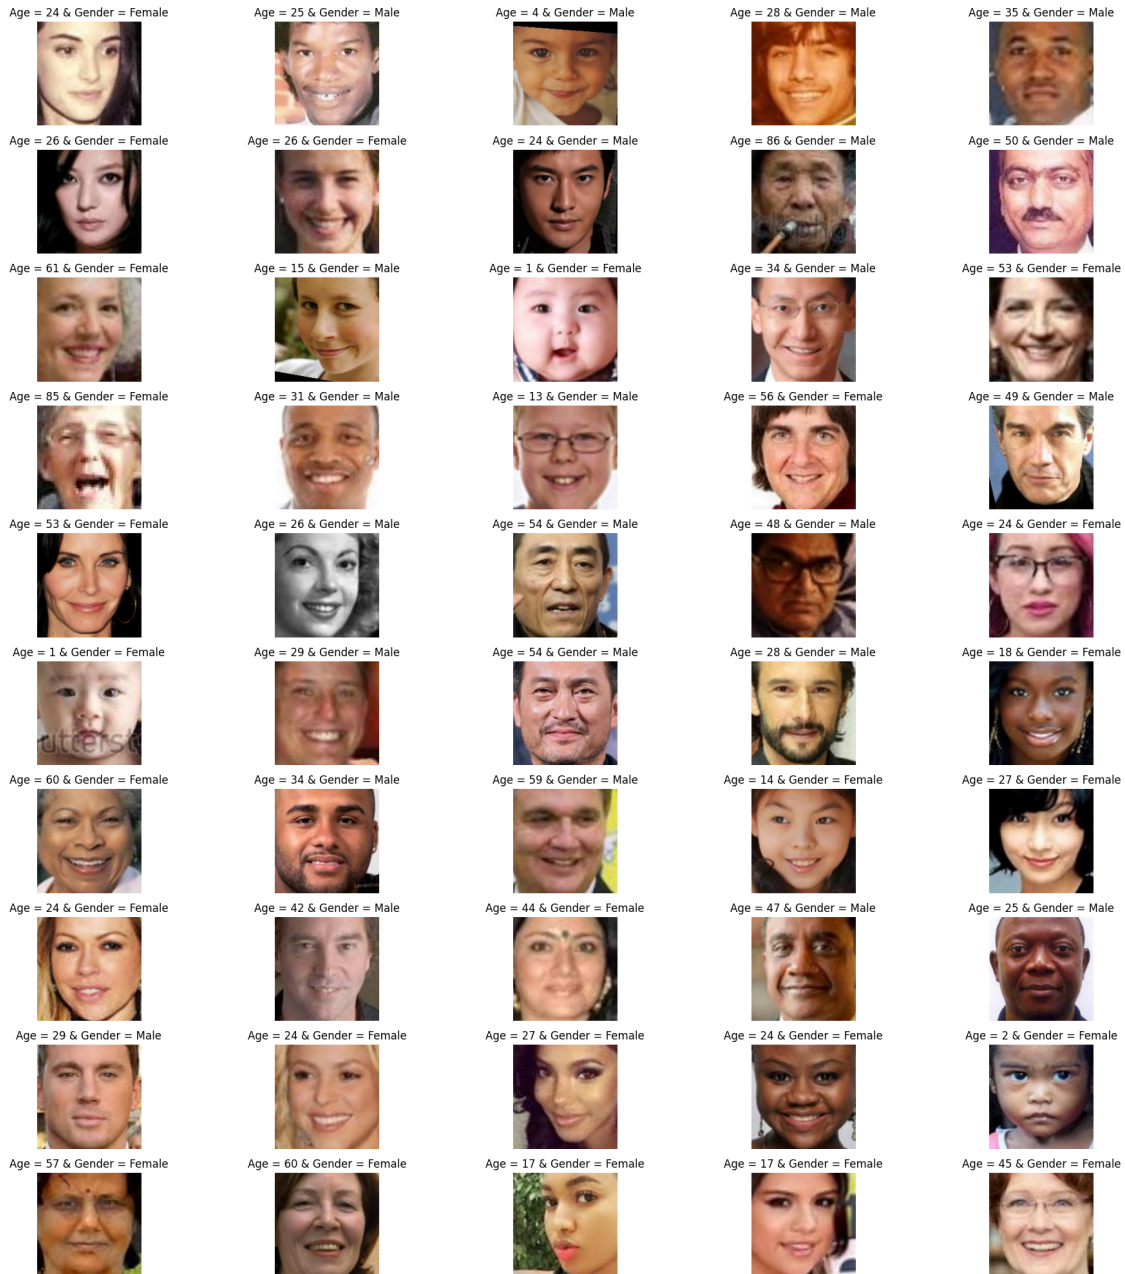 Age = 24 & Gender = Female
Age = 25 & Gender = Male
Age = 4 & Gender = Male
Age = 28 & Gender = Male
Age = 35 & Gender = Male
Age = 26 & Gender = Female
Age = 26 & Gender = Female
Age = 24 & Gender = Male
Age = 86 & Gender = Male
Age = 50 & Gender = Male
Age = 61 & Gender = Female
Age = 15 & Gender = Male
Age = 1 & Gender = Female
Age = 34 & Gender = Male
Age = 53 & Gender = Female
Age = 85 & Gender = Female
Age = 31 & Gender = Male
Age = 13 & Gender = Male
Age = 56 & Gender = Female
Age = 49 & Gender = Male
Age = 53 & Gender = Female
Age = 26 & Gender = Male
Age = 54 & Gender = Male
Age = 48 & Gender = Male
Age = 24 & Gender = Female
Age = 1 & Gender = Female
Age = 29 & Gender = Male
Age = 54 & Gender = Male
Age = 28 & Gender = Male
Age = 18 & Gender = Female
utterst
Age = 60 & Gender = Female
Age = 34 & Gender = Male
Age = 59 & Gender = Male
Age = 14 & Gender = Female
Age = 27 & Gender = Female
Age = 24 & Gender = Female
Age = 42 & Gender = Male
Age = 44 & Gender = Female
Age = 47 & Gender = Male
Age = 25 & Gender = Male
Age = 29 & Gender = Male
Age = 24 & Gender = Female
Age = 27 & Gender = Female
Age = 24 & Gender = Female
Age = 2 & Gender = Female
Age = 57 & Gender = Female
Age = 60 & Gender = Female
Age = 17 & Gender = Female
Age = 17 & Gender = Female
Age = 45 & Gender = Female